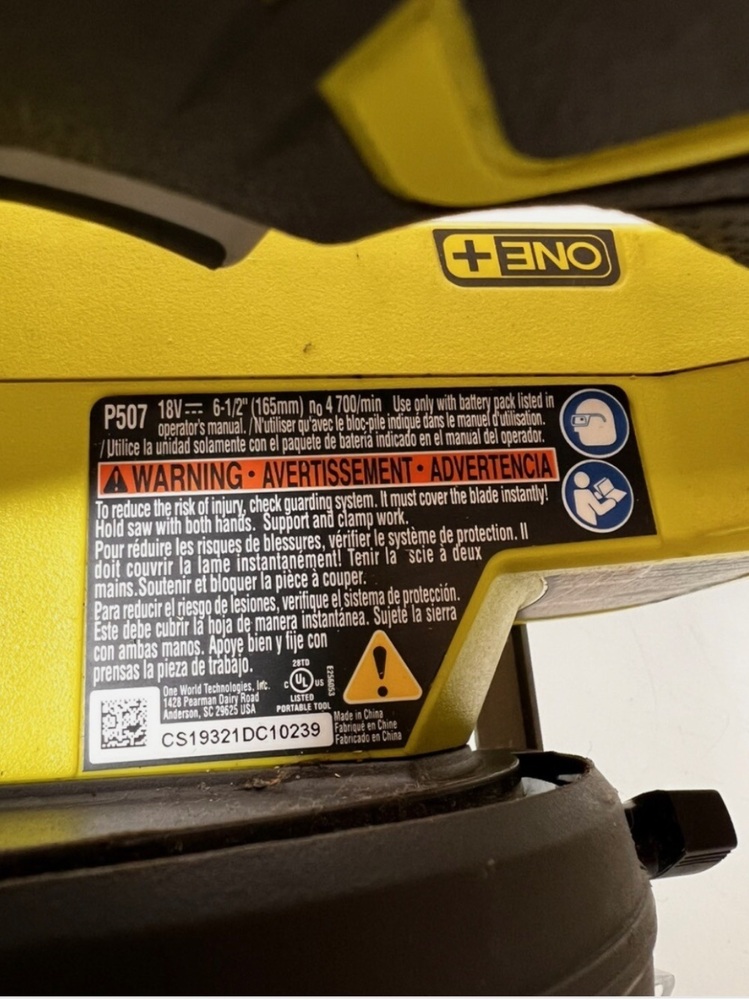 ONE+
P507 18V⎓ 6-1/2" (165mm) n₀ 4 700/min Use only with battery pack listed in
operator's manual. /N'utiliser qu'avec le bloc-pile indiqué dans le manuel d'utilisation.
/Utilice la unidad solamente con el paquete de batería indicado en el manual del operador.
WARNING • AVERTISSEMENT • ADVERTENCIA
To reduce the risk of injury, check guarding system. It must cover the blade instantly!
Hold saw with both hands. Support and clamp work.
Pour réduire les risques de blessures, vérifier le système de protection. Il
doit couvrir la lame instantanément! Tenir la scie à deux
mains.Soutenir et bloquer la pièce à couper.
Para reducir el riesgo de lesiones, verifique el sistema de protección.
Este debe cubrir la hoja de manera instantánea. Sujete la sierra
con ambas manos. Apoye bien y fije con
prensas la pieza de trabajo.
One World Technologies, Inc.
1428 Pearman Dairy Road
Anderson, SC 29625 USA
28TD
C UL US
LISTED
PORTABLE TOOL
E256053
CS19321DC10239
Made in China
Fabriqué en Chine
Fabricado en China